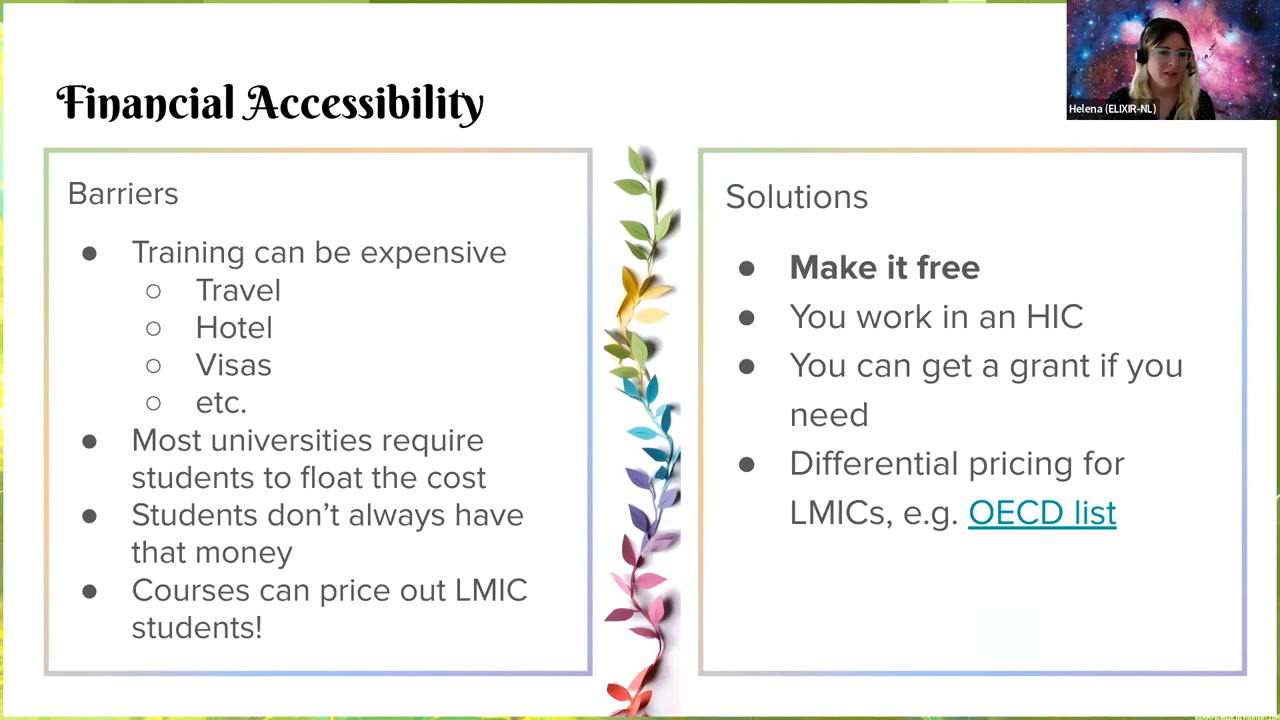 Financial Accessibility
Helena (ELIXIR-NL)
Barriers
● Training can be expensive
○ Travel
○ Hotel
○ Visas
○ etc.
● Most universities require
students to float the cost
● Students don’t always have
that money
● Courses can price out LMIC
students!
Solutions
● Make it free
● You work in an HIC
● You can get a grant if you
need
● Differential pricing for
LMICs, e.g. OECD list